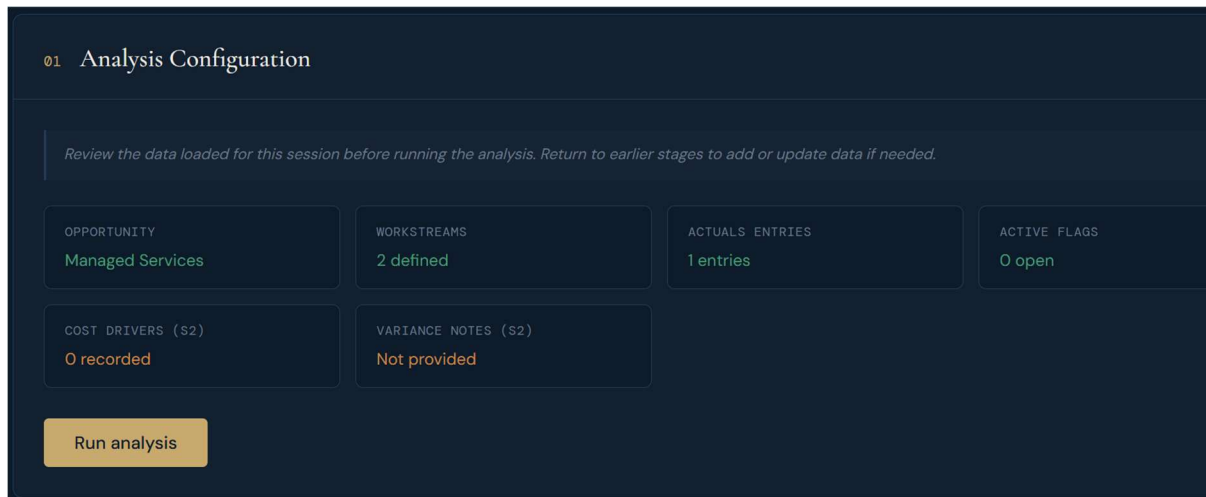 01 Analysis Configuration
Review the data loaded for this session before running the analysis. Return to earlier stages to add or update data if needed.
OPPORTUNITY
Managed Services
WORKSTREAMS
2 defined
ACTUALS ENTRIES
1 entries
ACTIVE FLAGS
0 open
COST DRIVERS (S2)
0 recorded
VARIANCE NOTES (S2)
Not provided
Run analysis